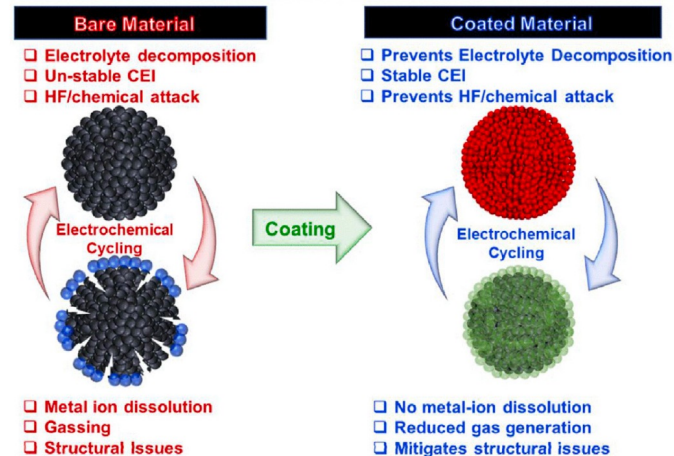 Bare Material
❑ Electrolyte decomposition
❑ Un-stable CEI
❑ HF/chemical attack
Electrochemical
Cycling
❑ Metal ion dissolution
❑ Gassing
❑ Structural Issues
Coating
Coated Material
❑ Prevents Electrolyte Decomposition
❑ Stable CEI
❑ Prevents HF/chemical attack
Electrochemical
Cycling
❑ No metal-ion dissolution
❑ Reduced gas generation
❑ Mitigates structural issues